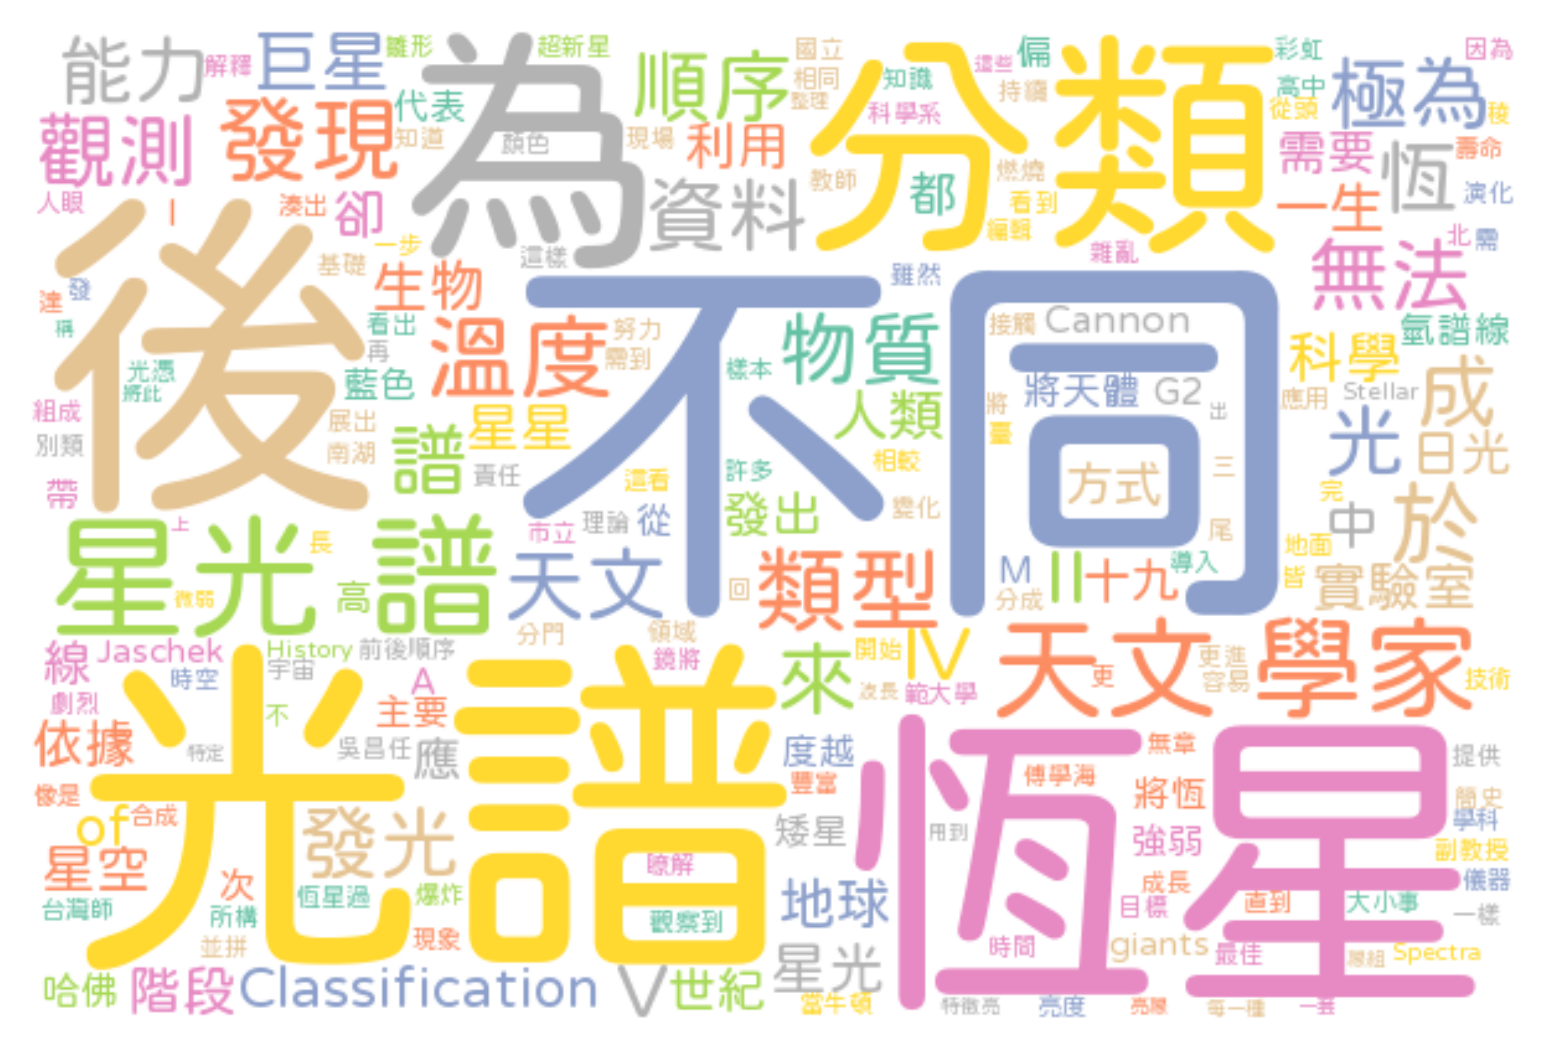 能力
解釋
巨星
雛形
為
超新星
順序
國立
相同
整理
分類
知識
科學系
這些
偏
持續
彩虹
高中
從頭
極為
因為
稜
觀測
發現
代表
知道
顏色
現場
利用
教師
都
燃燒
看到
編輯
需要
壽命
恆
一生
演化
人眼
I
湊出
卻
一步
資料
這樣
雜亂
北
需
無法
後
基礎
生物
不同
雖然
達
發
稱
光憑
將此
看出
再
藍色
溫度
努力
需到
物質
樣本
接觸
Cannon
科學
氫譜線
組成
別類
帶
展出
南湖
譜
星星
責任
人類
將天體
G2
將
臺
出
應用
Stellar
成
光
日光
相較
許多
這看
方式
三
完
星光
上
長
譜
市立
理論
從
發出
變化
尾
中
於
微弱
高
天文
類型
回
M
II
十九
導入
分成
地面
皆
實驗室
線
Jaschek
History
前後順序
分門
領域
鏡將
來
開始
IV
天文
學家
更
更進
容易
技術
時空
宇宙
A
波長
範大學
劇烈
不
主要
光譜
依據
特定
吳昌任
應
度越
恆星
無章
提供
像是
豐富
傅學海
將恆
簡史
of
合成
發光
矮星
用到
強弱
學科
副教授
星空
次
恆星過
爆炸
瞭解
地球
成長
目標
直到
大小事
儀器
台灣師
所構
觀察到
一樣
並拼
現象
星光
時間
giants
最佳
Spectra
哈佛
階段
Classification
V
世紀
當牛頓
特徵亮
亮度
每一種